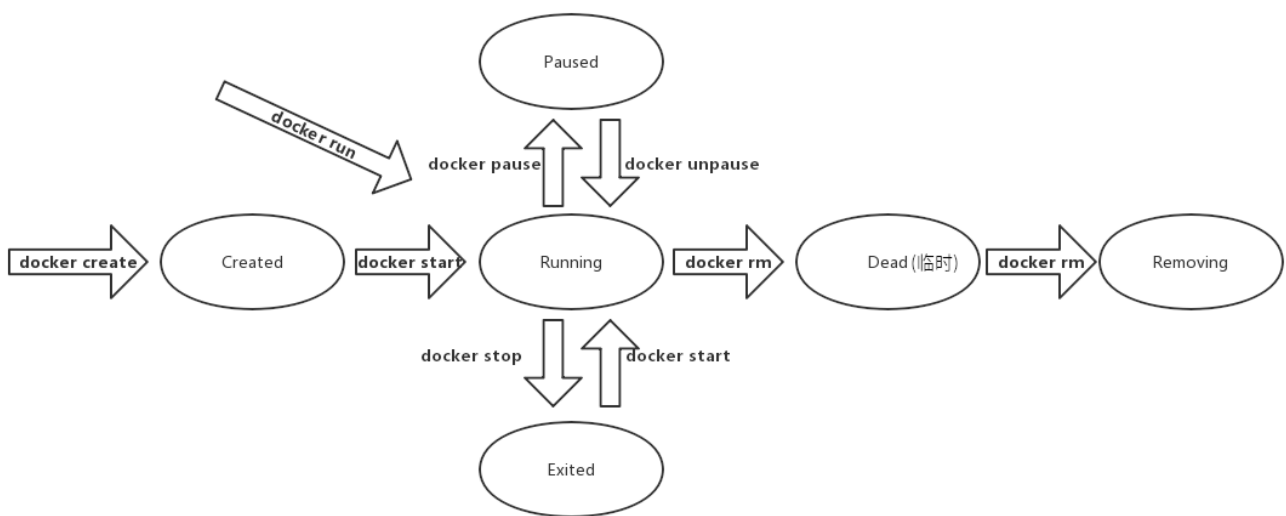 Paused
docker run
docker pause
docker unpause
docker create
Created
docker start
Running
docker rm
Dead (临时)
docker rm
Removing
docker stop
docker start
Exited